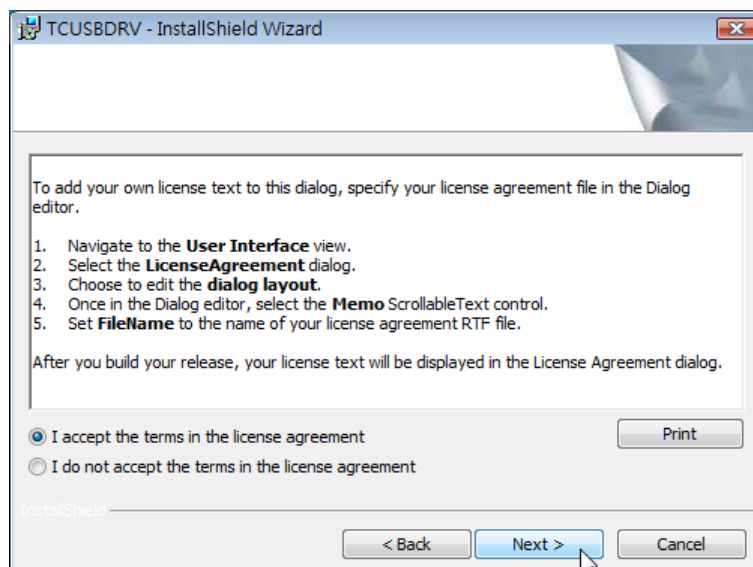 TCUSBDRV - InstallShield Wizard
To add your own license text to this dialog, specify your license agreement file in the Dialog
editor.
1. Navigate to the User Interface view.
2. Select the LicenseAgreement dialog.
3. Choose to edit the dialog layout.
4. Once in the Dialog editor, select the Memo ScrollableText control.
5. Set FileName to the name of your license agreement RTF file.
After you build your release, your license text will be displayed in the License Agreement dialog.
I accept the terms in the license agreement
Print
I do not accept the terms in the license agreement
InstallShield
< Back
Next >
Cancel